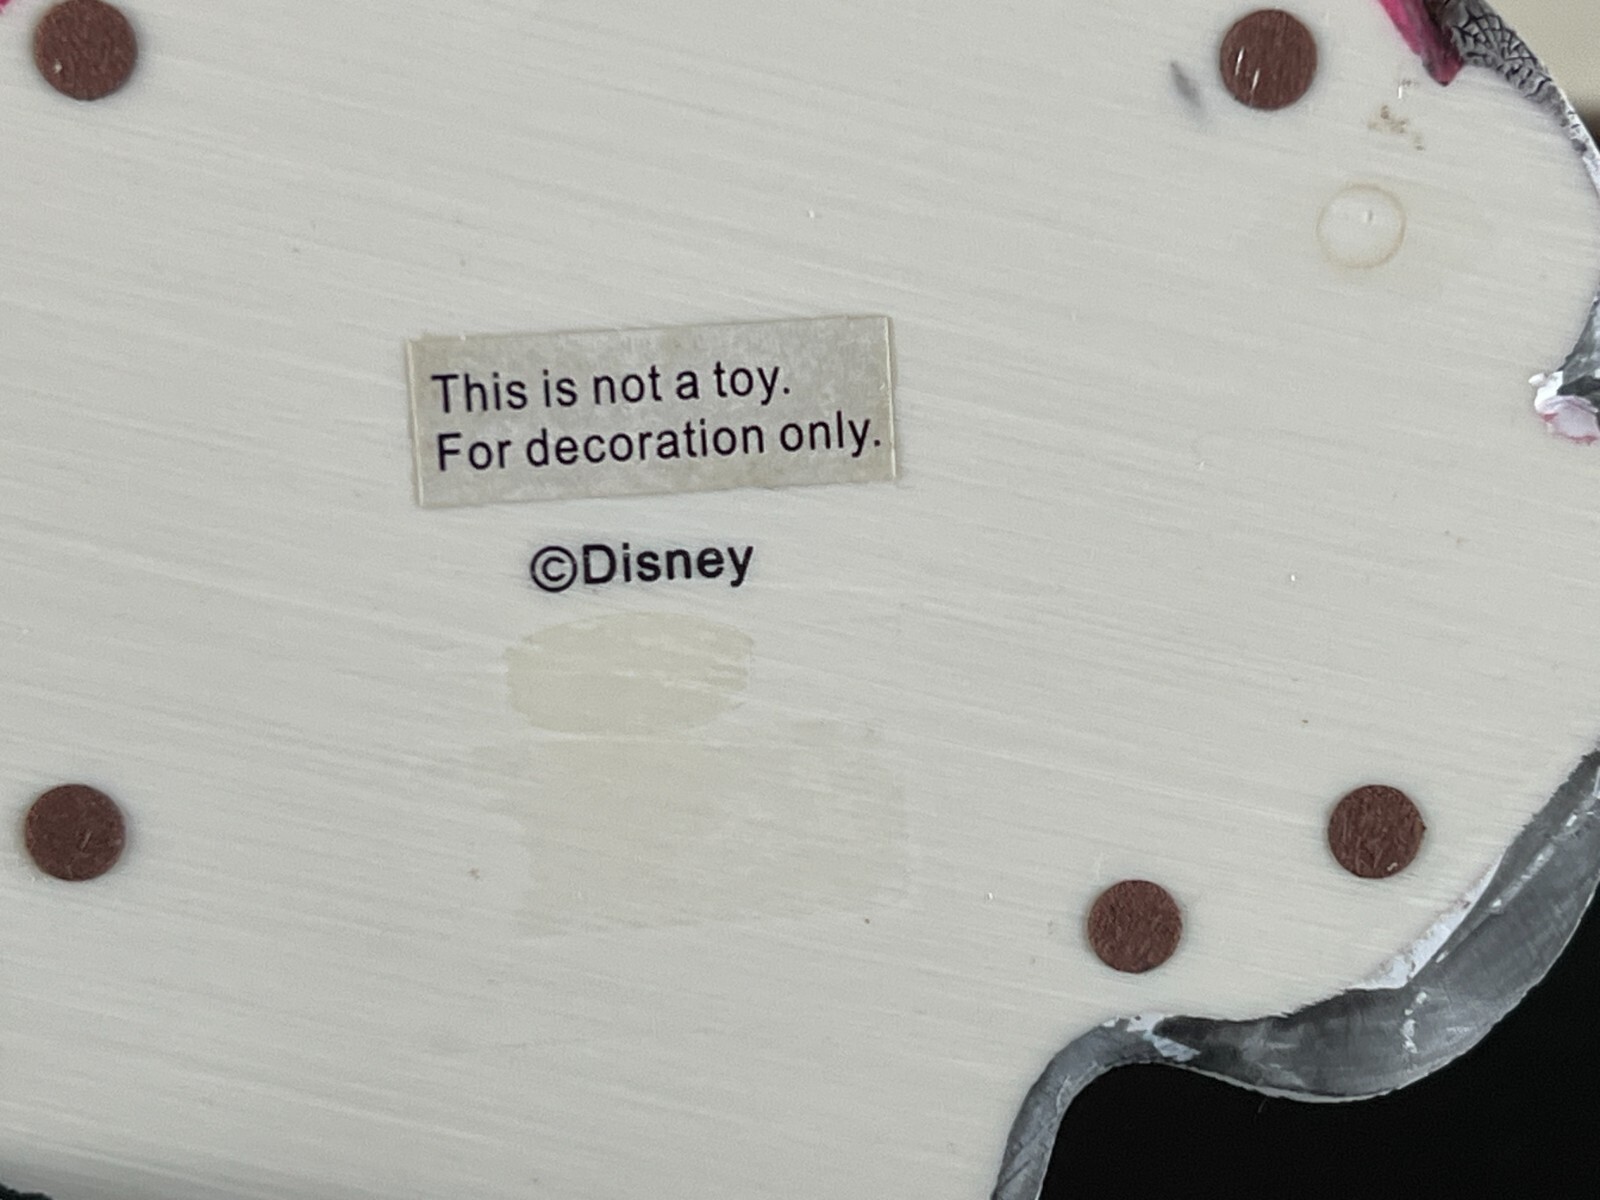 This is not a toy.
For decoration only.
©Disney